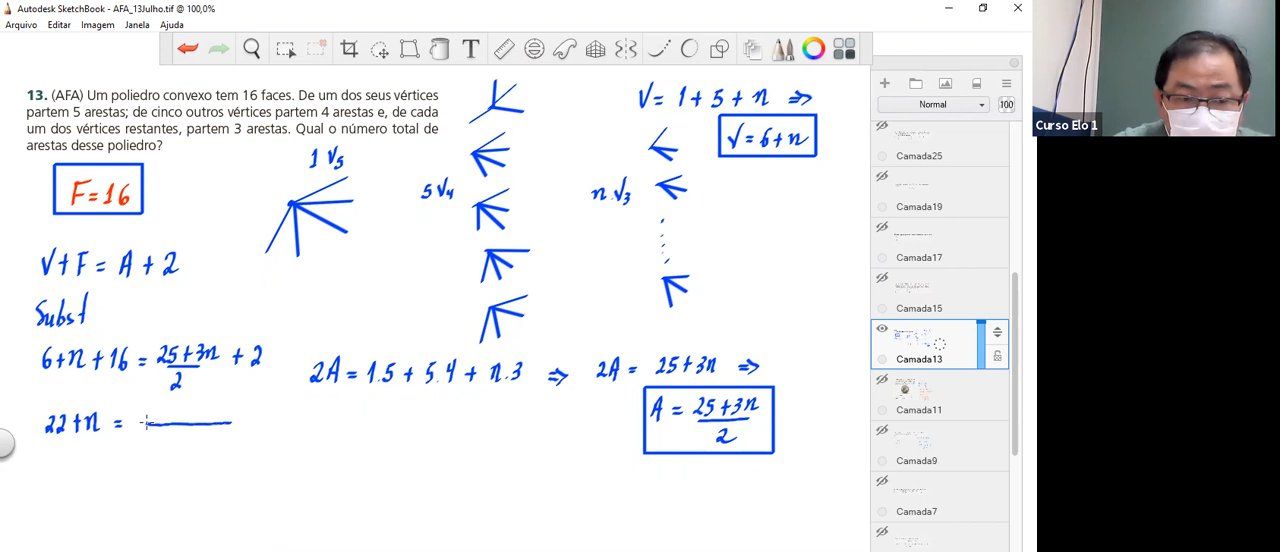 Autodesk SketchBook - AFA_13Julho.tif @ 100,0%
Arquivo Editar Imagem Janela Ajuda
T
13. (AFA) Um poliedro convexo tem 16 faces. De um dos seus vértices
partem 5 arestas; de cinco outros vértices partem 4 arestas e, de cada
um dos vértices restantes, partem 3 arestas. Qual o número total de
arestas desse poliedro?
F=16
1 V5
5 V4
n.V3
V = 1 + 5 + n ⇒
V = 6 + n
V + F = A + 2
Subst
6 + n + 16 = (25+3n)/2 + 2
22 + n =
2A = 1.5 + 5.4 + n.3 ⇒ 2A = 25 + 3n ⇒
A = (25+3n)/2
Normal 100
Camada25
Camada19
Camada17
Camada15
Camada13
Camada11
Camada9
Camada7
Curso Elo 1